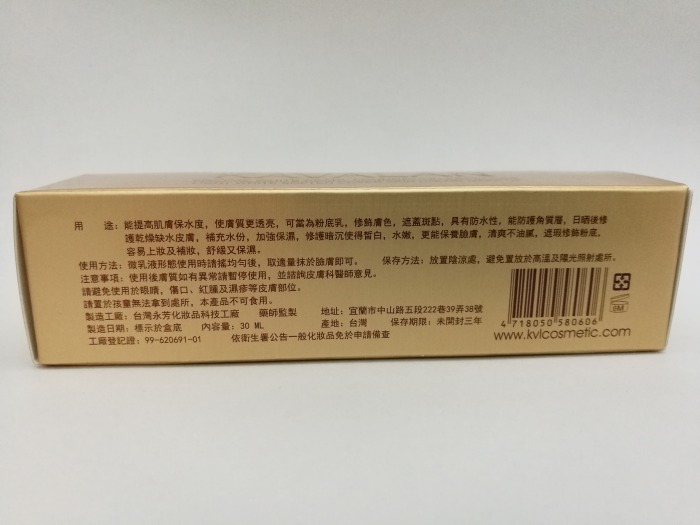 用　途:能提高肌膚保水度，使膚質更透亮，可當為粉底乳，修飾膚色，遮蓋斑點，具有防水性，能防護角質層，日曬後修
護乾燥缺水皮膚，補充水份，加強保濕，修護暗沉使得皙白，水嫩，更能保養臉膚，清爽不油膩，遮瑕修飾粉底。
容易上妝及補妝，舒緩又保濕。
使用方法:微乳液形態使用時請搖均勻後，取適量抹於臉膚即可，　保存方法:放置陰涼處，避免置放於高溫及陽光照射處所。
注意事項:使用後膚質如有異常請暫停使用，並諮詢皮膚科醫師意見。
請避免使用於眼睛，傷口、紅腫及濕疹等皮膚部位。
請置於孩童無法拿到處所，本產品不可食用。
製造工廠:台灣永芳化妝品科技工廠　藥師監製　地址:宜蘭市中山路五段222巷39弄38號
製造日期:標示於盒底　內容量:30 ML　產地:台灣　保存期限:未開封三年
工廠登記證:99-620691-01　依衛生署公告一般化妝品免於申請備查
4 718050 580606
www.kvlcosmetic.com